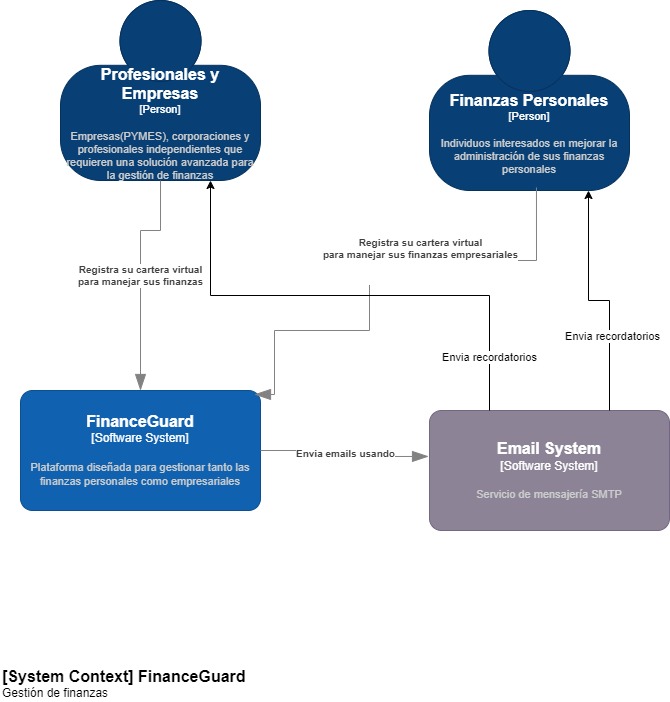 Profesionales y
Empresas
[Person]
Empresas(PYMES), corporaciones y
profesionales independientes que
requieren una solución avanzada para
la gestión de finanzas
Finanzas Personales
[Person]
Individuos interesados en mejorar la
administración de sus finanzas
personales
Registra su cartera virtual
para manejar sus finanzas
Registra su cartera virtual
para manejar sus finanzas empresariales
Envia recordatorios
Envia recordatorios
FinanceGuard
[Software System]
Plataforma diseñada para gestionar tanto las
finanzas personales como empresariales
Envia emails usando
Email System
[Software System]
Servicio de mensajería SMTP
[System Context] FinanceGuard
Gestión de finanzas